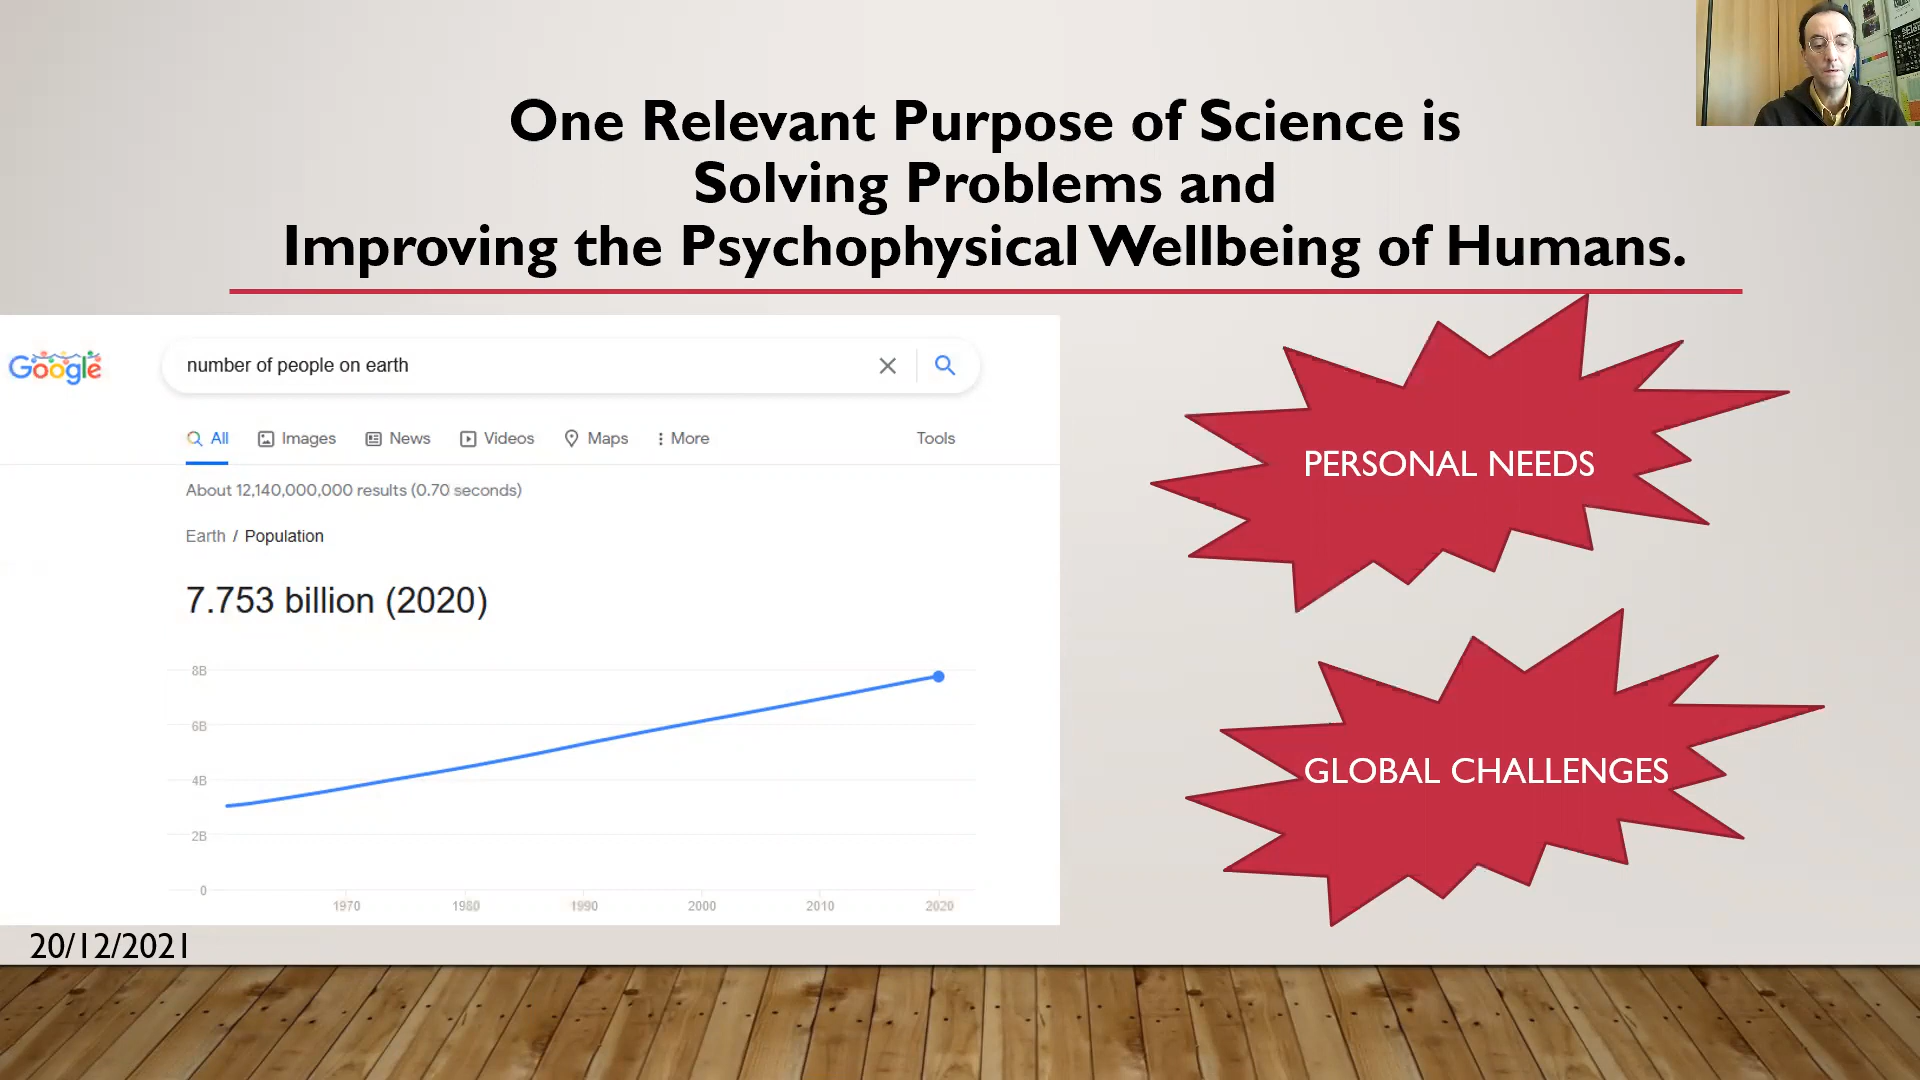 One Relevant Purpose of Science is
Solving Problems and
Improving the Psychophysical Wellbeing of Humans.
Google
number of people on earth
All Images News Videos Maps More Tools
About 12,140,000,000 results (0.70 seconds)
Earth / Population
7.753 billion (2020)
8B
6B
4B
2B
0
1970 1980 1990 2000 2010 2020
PERSONAL NEEDS
GLOBAL CHALLENGES
20/12/2021